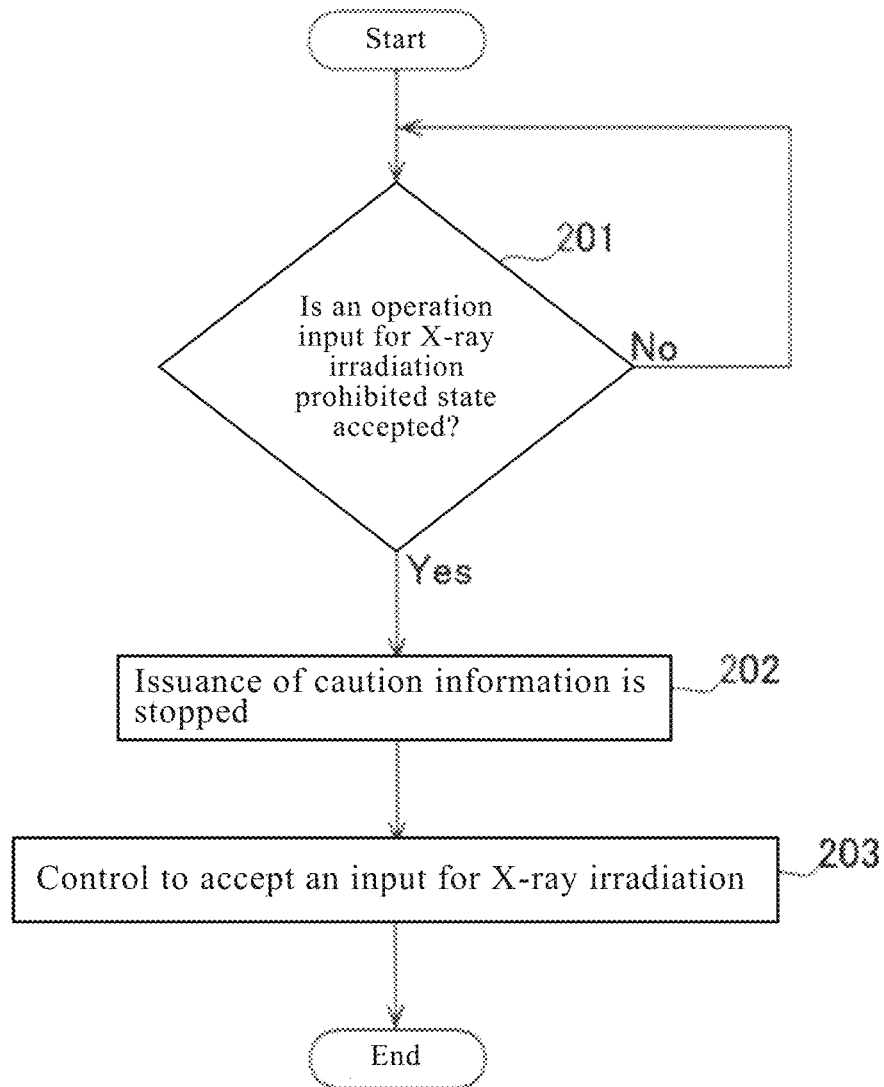 Start
201
Is an operation
input for X-ray
irradiation
prohibited state
accepted?
No
Yes
Issuance of caution information is
stopped
202
Control to accept an input for X-ray irradiation
203
End